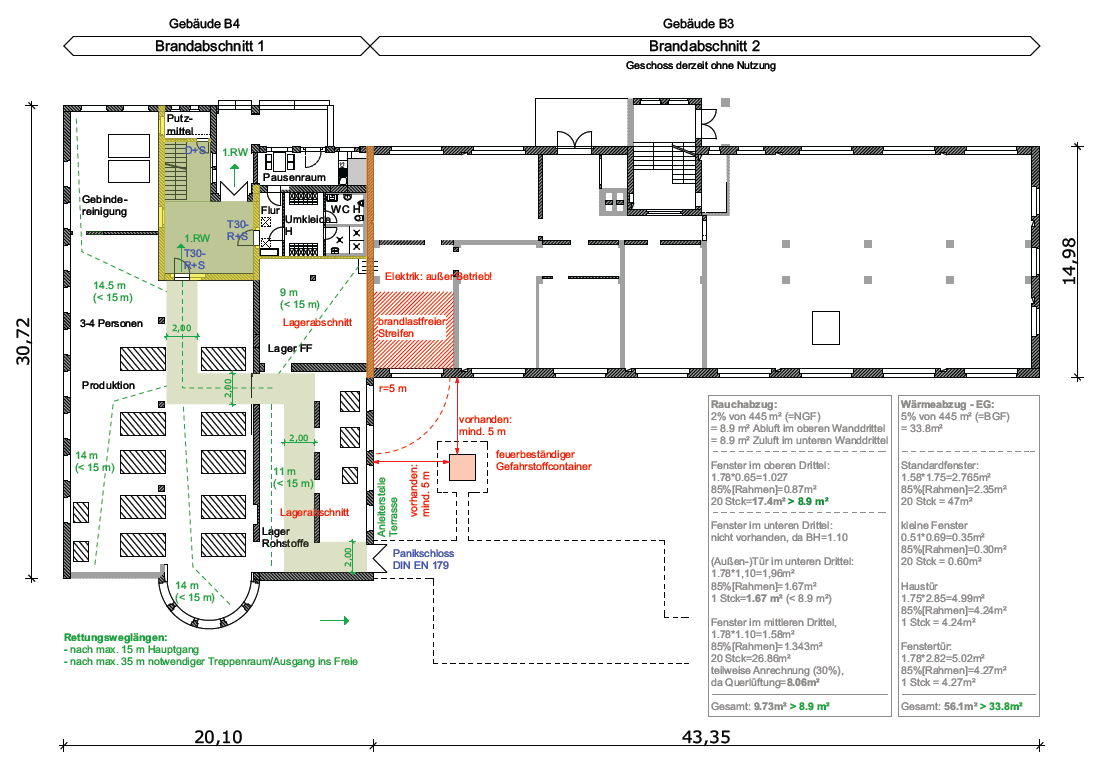 Gebäude B4
Gebäude B3
Brandabschnitt 1
Brandabschnitt 2
Geschoss derzeit ohne Nutzung
Putz-
mittel
D+S
1.RW
Pausenraum
Gebinde-
reinigung
Flur
Umkleide
H
WC H
T30-
R+S
1.RW
T30-
R+S
14.5 m
(< 15 m)
9 m
(< 15 m)
Elektrik: außer Betrieb!
3-4 Personen
2,00
Lagerabschnitt
brandlastfreier
Streifen
Lager FF
Produktion
2,00
r=5 m
2,00
vorhanden:
mind. 5 m
14 m
(< 15 m)
11 m
(< 15 m)
feuerbeständiger
Gefahrstoffcontainer
vorhanden:
mind. 5 m
Anleiterstelle
Terrasse
Lagerabschnitt
Lager
Rohstoffe
2,00
Panikschloss
DIN EN 179
14 m
(< 15 m)
Rettungsweglängen:
- nach max. 15 m Hauptgang
- nach max. 35 m notwendiger Treppenraum/Ausgang ins Freie
30,72
14,98
20,10
43,35
Rauchabzug:
2% von 445 m² (=NGF)
= 8.9 m² Abluft im oberen Wanddrittel
= 8.9 m² Zuluft im unteren Wanddrittel
Fenster im oberen Drittel:
1.78*0.65=1.027
85%[Rahmen]=0.87m²
20 Stck=17.4m² > 8.9 m²
Fenster im unteren Drittel:
nicht vorhanden, da BH=1.10
(Außen-)Tür im unteren Drittel:
1.78*1,10=1,96m²
85%[Rahmen]=1.67m²
1 Stck=1.67 m² (< 8.9 m²)
Fenster im mittleren Drittel,
1.78*1.10=1.58m²
85%[Rahmen]=1.343m²
20 Stck=26.86m²
teilweise Anrechnung (30%),
da Querlüftung=8.06m²
Gesamt: 9.73m² > 8.9 m²
Wärmeabzug - EG:
5% von 445 m² (=BGF)
= 33.8m²
Standardfenster:
1.58*1.75=2.765m²
85%[Rahmen]=2.35m²
20 Stck = 47m²
kleine Fenster
0.51*0.69=0.35m²
85%[Rahmen]=0.30m²
20 Stck = 0.60m²
Haustür
1.75*2.85=4.99m²
85%[Rahmen]=4.24m²
1 Stck = 4.24m²
Fenstertür:
1.78*2.82=5.02m²
85%[Rahmen]=4.27m²
1 Stck = 4.27m²
Gesamt: 56.1m² > 33.8m²